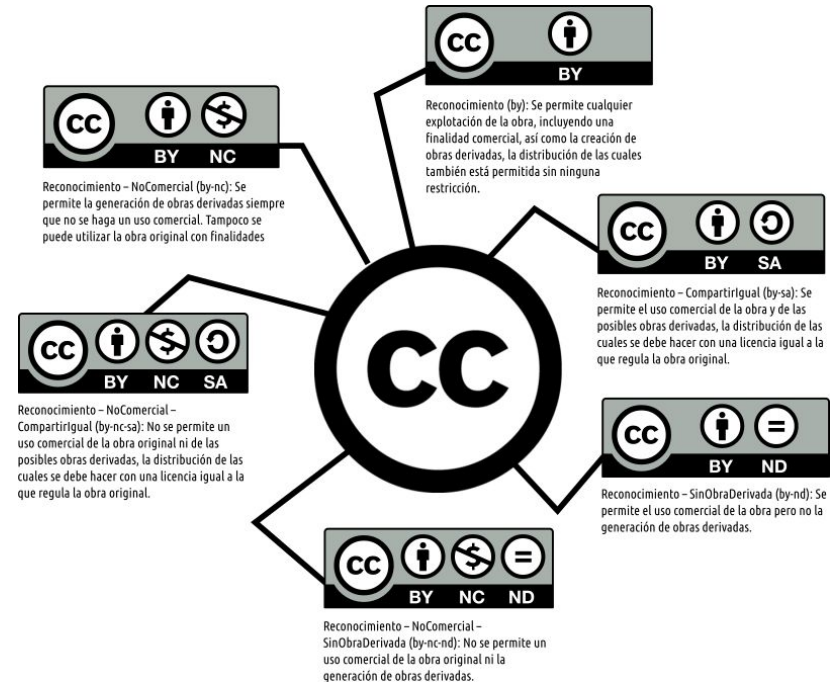 CC
BY
Reconocimiento (by): Se permite cualquier
explotación de la obra, incluyendo una
finalidad comercial, así como la creación de
obras derivadas, la distribución de las cuales
también está permitida sin ninguna
restricción.
CC
BY NC
Reconocimiento – NoComercial (by-nc): Se
permite la generación de obras derivadas siempre
que no se haga un uso comercial. Tampoco se
puede utilizar la obra original con finalidades
CC
BY SA
Reconocimiento – CompartirIgual (by-sa): Se
permite el uso comercial de la obra y de las
posibles obras derivadas, la distribución de las
cuales se debe hacer con una licencia igual a la
que regula la obra original.
CC
CC
BY NC SA
Reconocimiento – NoComercial –
CompartirIgual (by-nc-sa): No se permite un
uso comercial de la obra original ni de las
posibles obras derivadas, la distribución de las
cuales se debe hacer con una licencia igual a la
que regula la obra original.
CC
=
BY ND
Reconocimiento – SinObraDerivada (by-nd): Se
permite el uso comercial de la obra pero no la
generación de obras derivadas.
CC
$ =
BY NC ND
Reconocimiento – NoComercial –
SinObraDerivada (by-nc-nd): No se permite un
uso comercial de la obra original ni la
generación de obras derivadas.